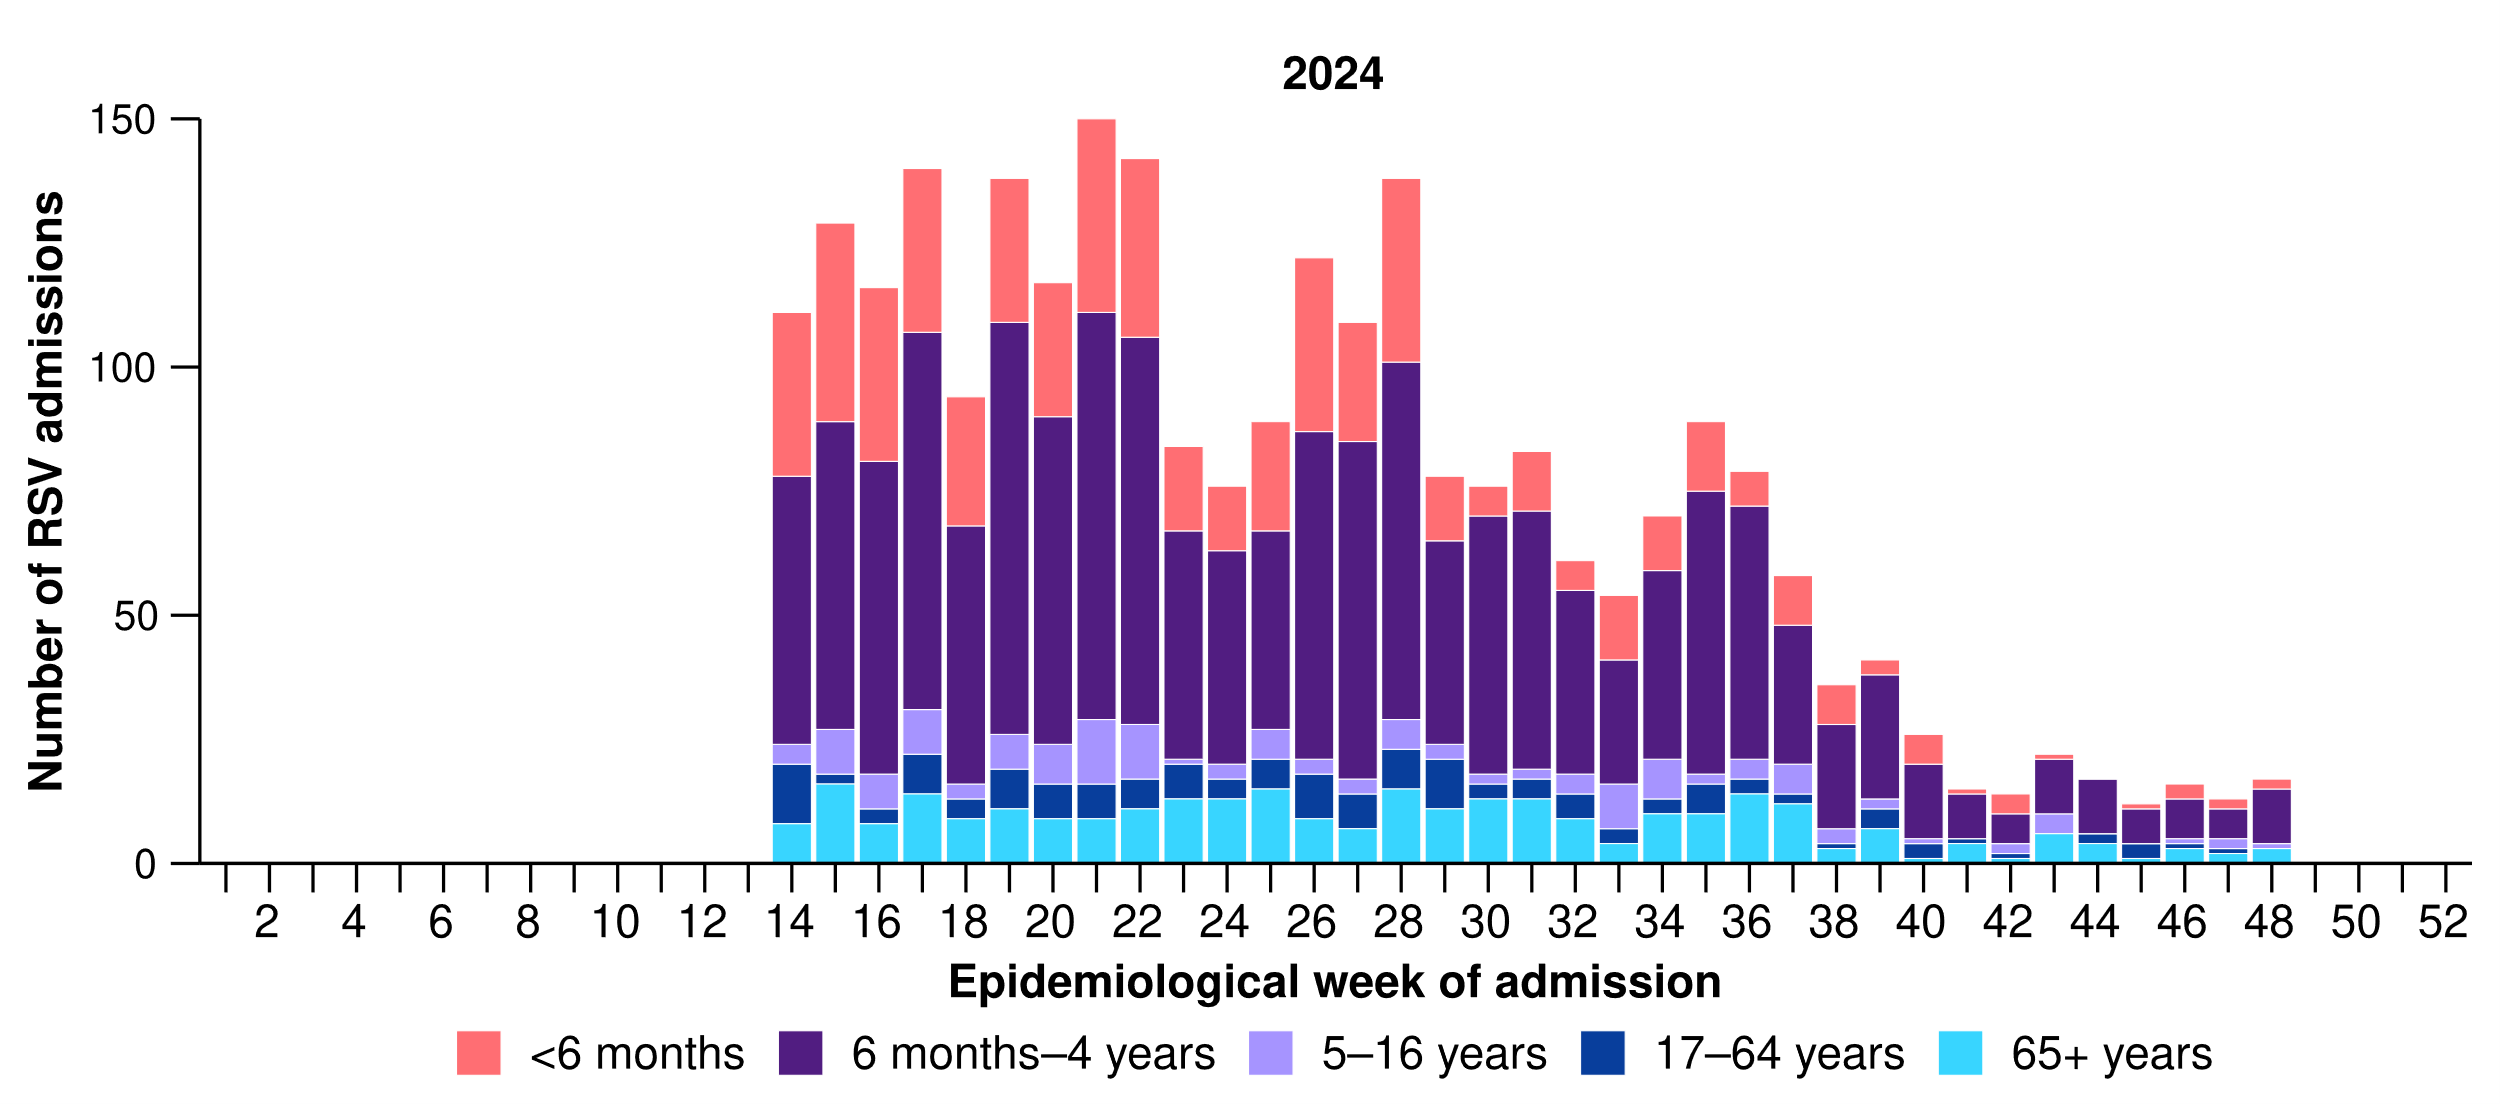 2024
150
100
50
0
Number of RSV admissions
2 4 6 8 10 12 14 16 18 20 22 24 26 28 30 32 34 36 38 40 42 44 46 48 50 52
Epidemiological week of admission
<6 months 6 months–4 years 5–16 years 17–64 years 65+ years